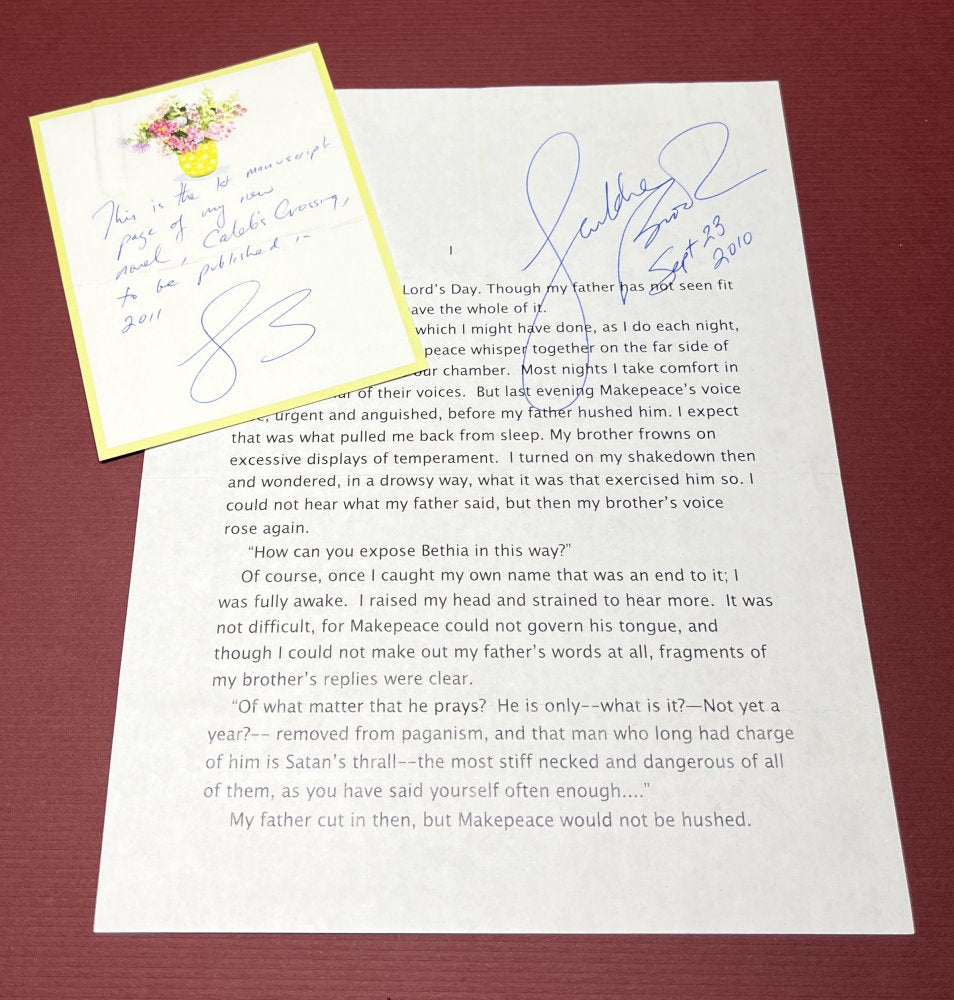 This is the 1st manuscript
page of my new
novel, Caleb's Crossing,
to be published in
2011
GB
Geraldine Brooks
Sept 23
2010
I
Lord's Day. Though my father has not seen fit
ave the whole of it.
which I might have done, as I do each night,
peace whisper together on the far side of
our chamber. Most nights I take comfort in
of their voices. But last evening Makepeace's voice
urgent and anguished, before my father hushed him. I expect
that was what pulled me back from sleep. My brother frowns on
excessive displays of temperament. I turned on my shakedown then
and wondered, in a drowsy way, what it was that exercised him so. I
could not hear what my father said, but then my brother's voice
rose again.
"How can you expose Bethia in this way?"
Of course, once I caught my own name that was an end to it; I
was fully awake. I raised my head and strained to hear more. It was
not difficult, for Makepeace could not govern his tongue, and
though I could not make out my father's words at all, fragments of
my brother's replies were clear.
"Of what matter that he prays? He is only--what is it?—Not yet a
year?-- removed from paganism, and that man who long had charge
of him is Satan's thrall--the most stiff necked and dangerous of all
of them, as you have said yourself often enough...."
My father cut in then, but Makepeace would not be hushed.